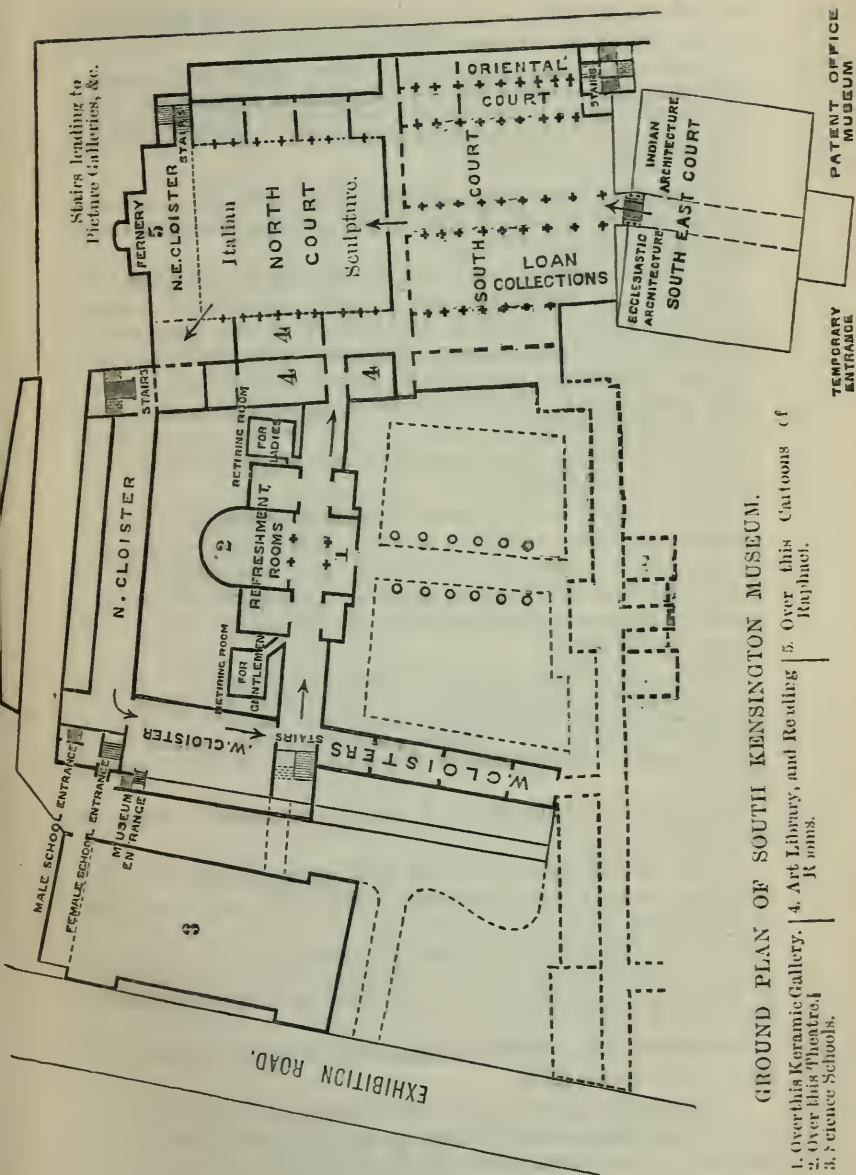 Stairs leading to
Picture Galleries, &c.
FERNERY
5
N.E. CLOISTER
STAIRS
Italian
NORTH
COURT
Sculpture.
ORIENTAL
COURT
STAIRS
SOUTH COURT
LOAN
COLLECTIONS
INDIAN
ARCHITECTURE
ECCLESIASTIC
ARCHITECTURE
SOUTH EAST COURT
PATENT OFFICE
MUSEUM
TEMPORARY
ENTRANCE
STAIRS
4
4
4
N. CLOISTER
RETIRING ROOM
FOR
LADIES
2
REFRESHMENT
ROOMS
1
RETIRING ROOM
FOR
GENTLEMEN
W. CLOISTER
STAIRS
W. CLOISTERS
MALE SCHOOL ENTRANCE
FEMALE SCHOOL ENTRANCE
MUSEUM
ENTRANCE
3
EXHIBITION ROAD.
GROUND PLAN OF SOUTH KENSINGTON MUSEUM.
1. Over this Keramic Gallery.
2. Over this Theatre.
3. Science Schools.
4. Art Library, and Reading
Rooms.
5. Over this Cartoons of
Raphael.